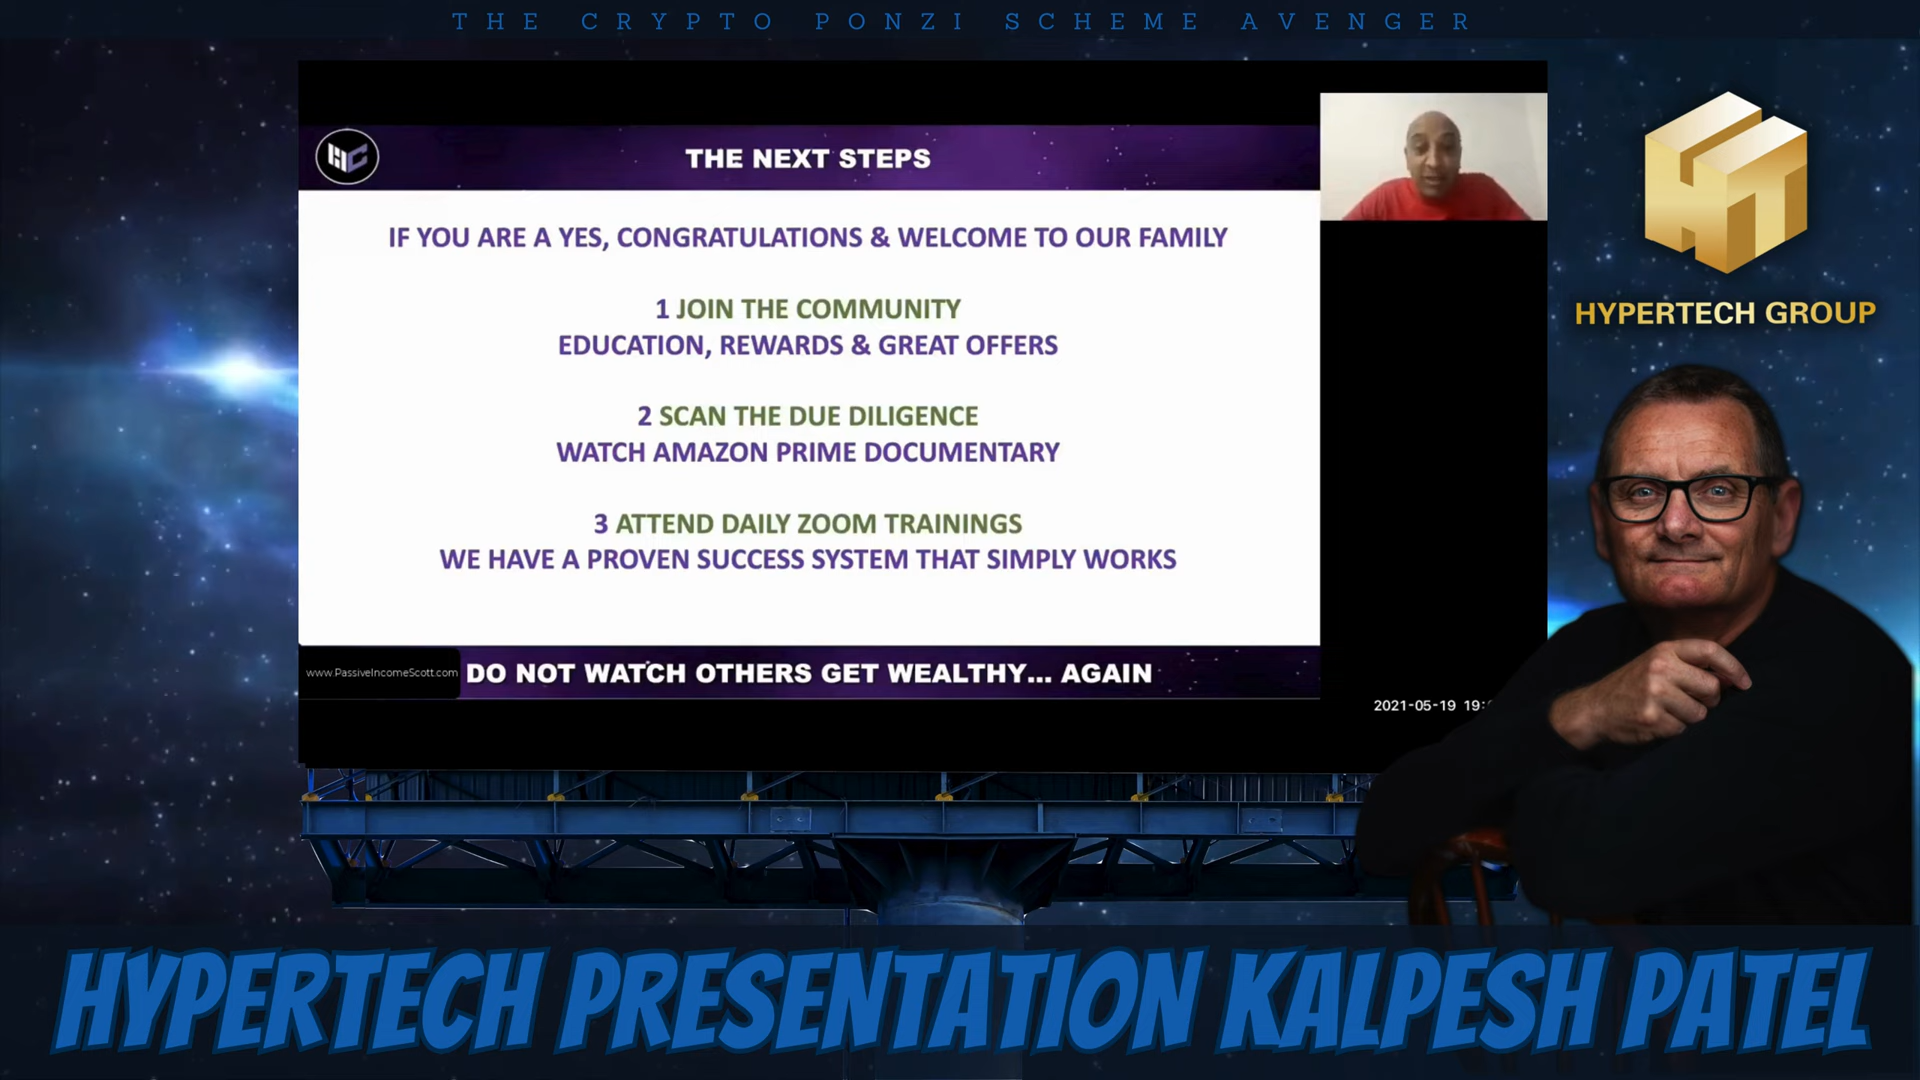 THE CRYPTO PONZI SCHEME AVENGER
THE NEXT STEPS
IF YOU ARE A YES, CONGRATULATIONS & WELCOME TO OUR FAMILY
1 JOIN THE COMMUNITY
EDUCATION, REWARDS & GREAT OFFERS
2 SCAN THE DUE DILIGENCE
WATCH AMAZON PRIME DOCUMENTARY
3 ATTEND DAILY ZOOM TRAININGS
WE HAVE A PROVEN SUCCESS SYSTEM THAT SIMPLY WORKS
www.PassiveIncomeScott.com
DO NOT WATCH OTHERS GET WEALTHY... AGAIN
2021-05-19 19:
HC
HT
HYPERTECH GROUP
HYPERTECH PRESENTATION KALPESH PATEL